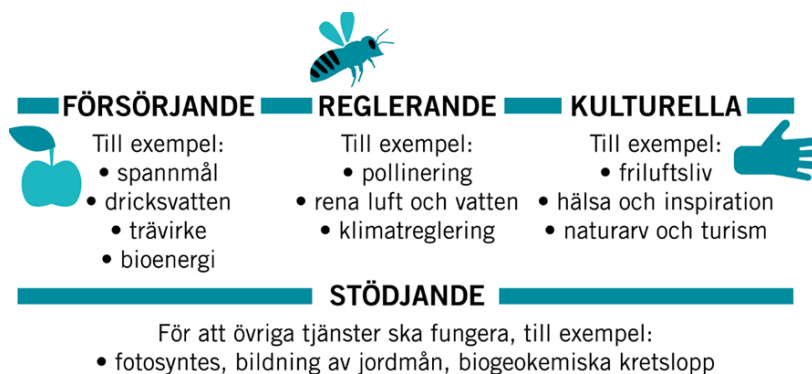 FÖRSÖRJANDE
Till exempel:
• spannmål
• dricksvatten
• trävirke
• bioenergi
REGLERANDE
Till exempel:
• pollinering
• rena luft och vatten
• klimatreglering
KULTURELLA
Till exempel:
• friluftsliv
• hälsa och inspiration
• naturarv och turism
STÖDJANDE
För att övriga tjänster ska fungera, till exempel:
• fotosyntes, bildning av jordmån, biogeokemiska kretslopp